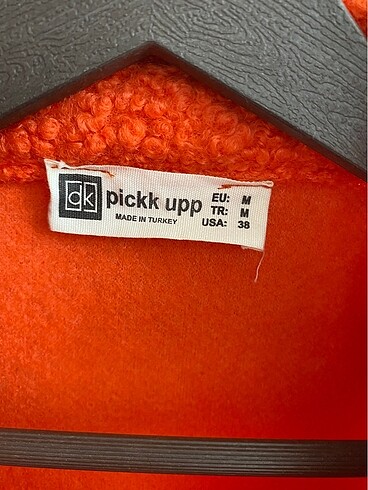 dk pickk upp
MADE IN TURKEY
EU: M
TR: M
USA: 38